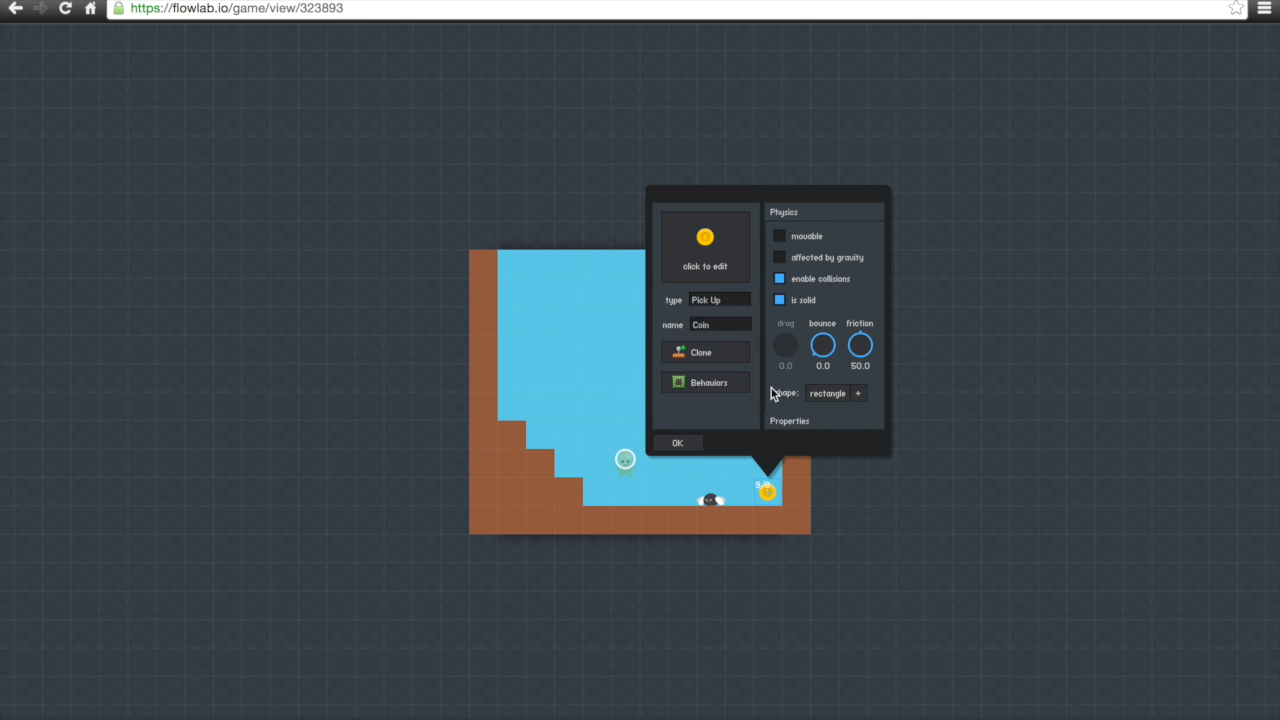 https://flowlab.io/game/view/323893
Physics
movable
affected by gravity
click to edit
enable collisions
type Pick Up
is solid
name Coin
drag bounce friction
Clone
0.0 0.0 50.0
Behaviors
rectangle +
Properties
OK